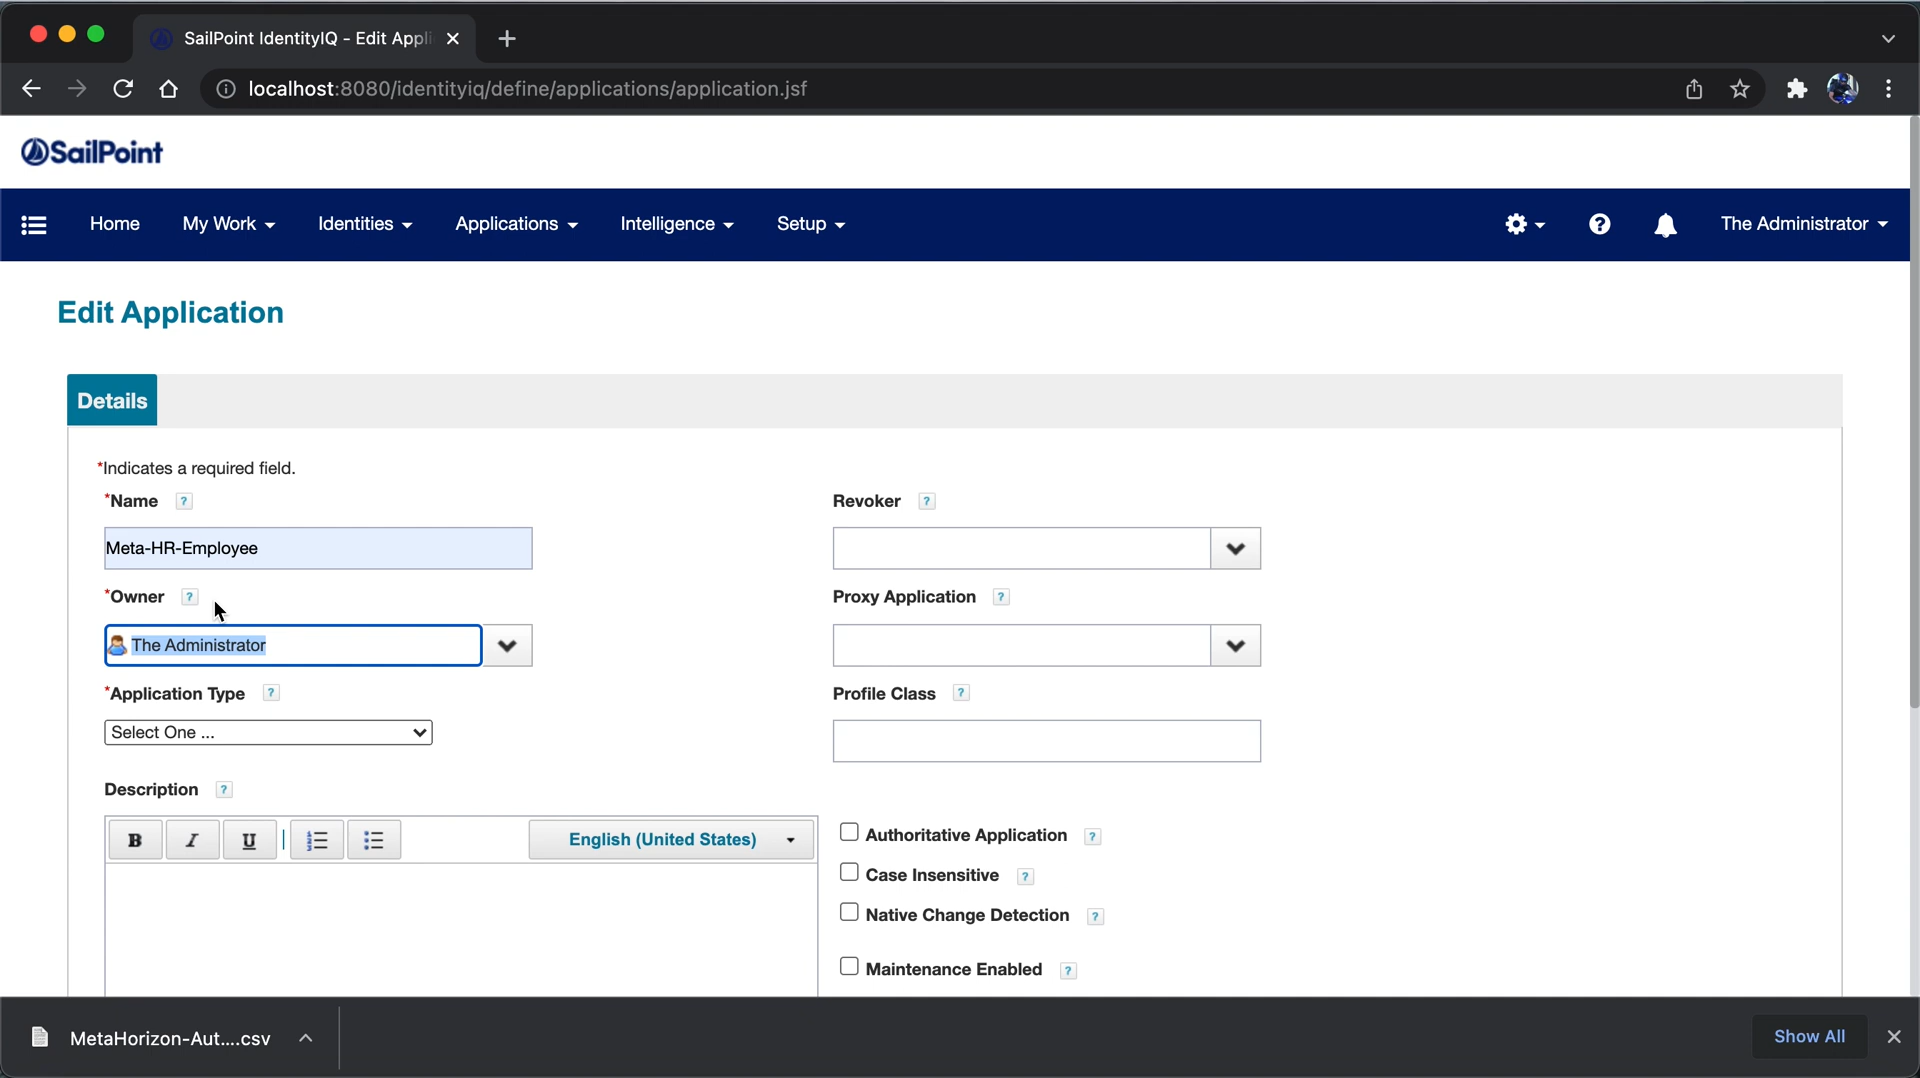 SailPoint IdentityIQ - Edit Appli
localhost:8080/identityiq/define/applications/application.jsf
SailPoint
Home
My Work
Identities
Applications
Intelligence
Setup
The Administrator
Edit Application
Details
*Indicates a required field.
*Name ?
Meta-HR-Employee
*Owner ?
The Administrator
*Application Type ?
Select One ...
Description ?
B I U
English (United States)
Revoker ?
Proxy Application ?
Profile Class ?
Authoritative Application ?
Case Insensitive ?
Native Change Detection ?
Maintenance Enabled ?
MetaHorizon-Aut....csv
Show All